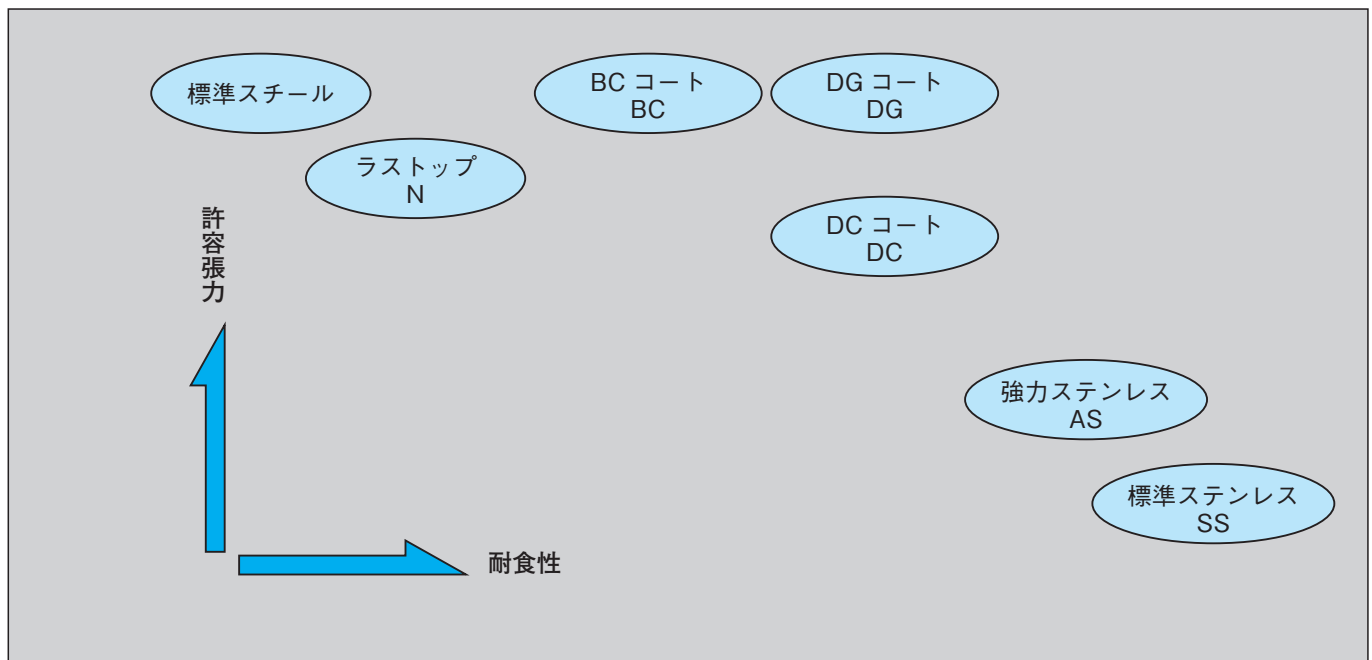 標準スチール
BC コート
BC
DG コート
DG
ラストップ
N
DC コート
DC
許容張力
強力ステンレス
AS
標準ステンレス
SS
耐食性